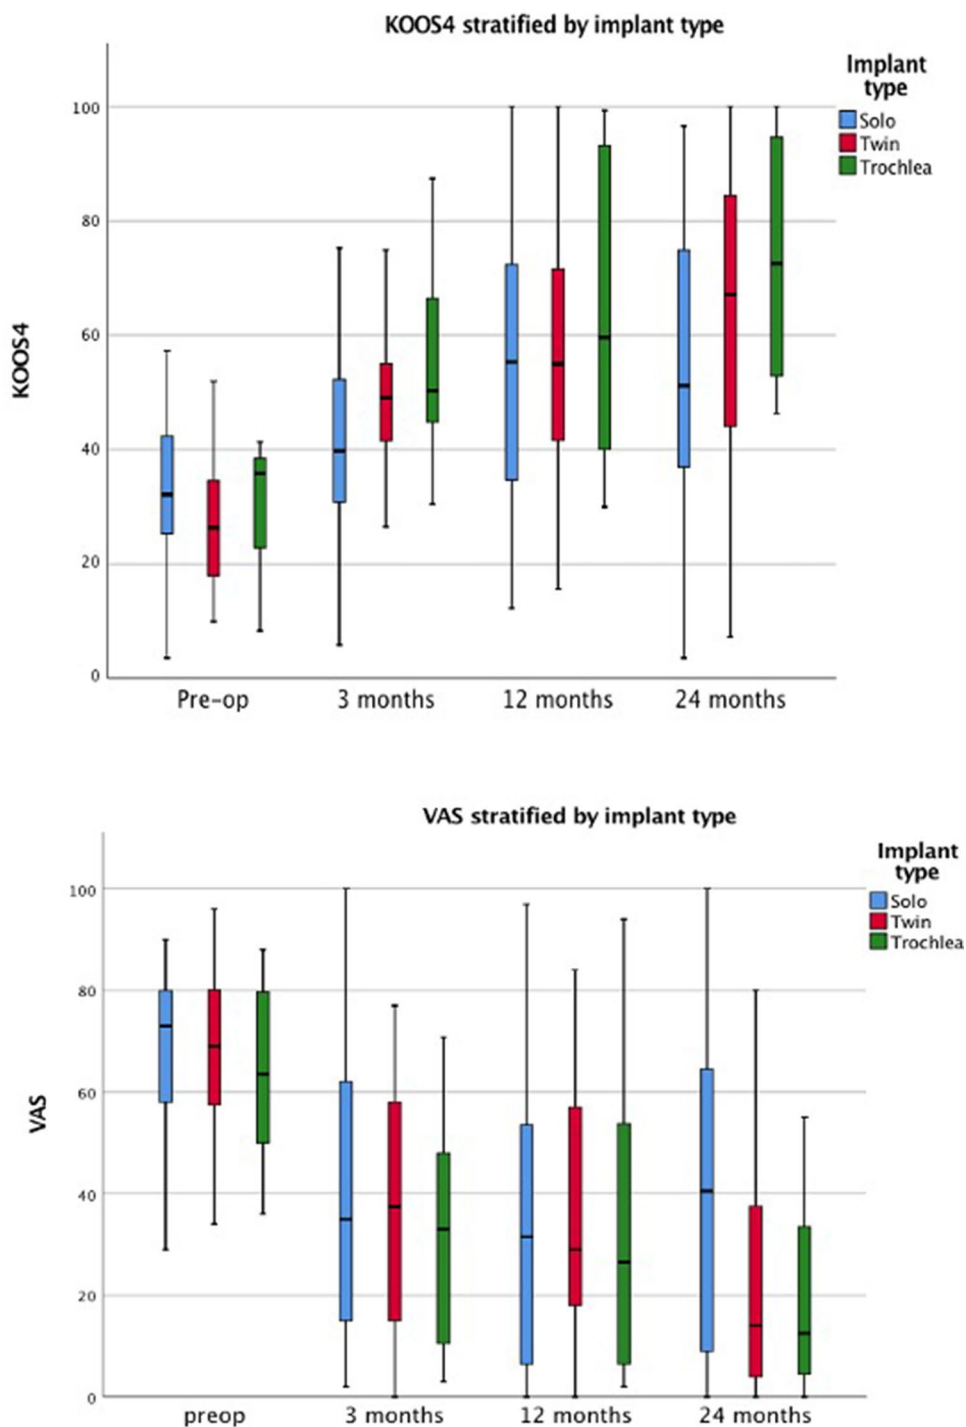 KOOS4 stratified by implant type
Implant
type
Solo
Twin
Trochlea
100
80
60
40
20
0
KOOS4
Pre-op 3 months 12 months 24 months
VAS stratified by implant type
Implant
type
Solo
Twin
Trochlea
100
80
60
40
20
0
VAS
preop 3 months 12 months 24 months